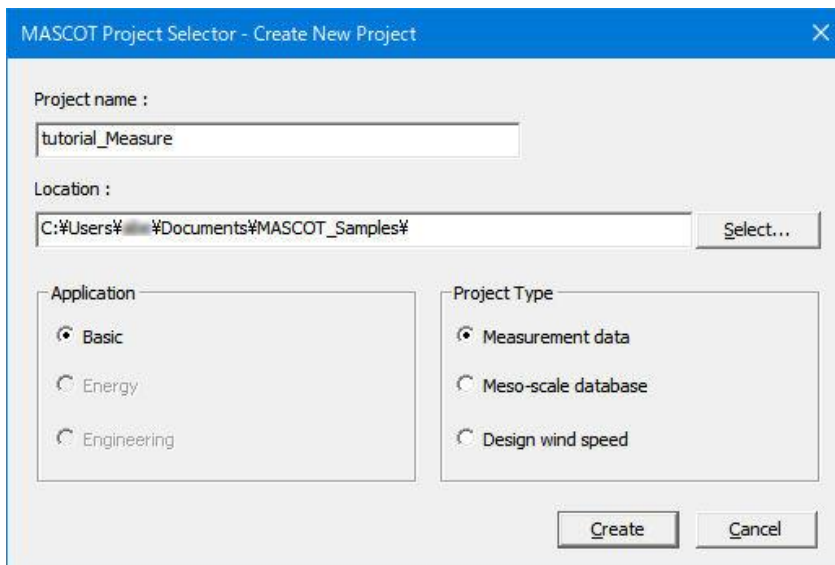 MASCOT Project Selector - Create New Project
Project name :
tutorial_Measure
Location :
C:¥Users¥ ¥Documents¥MASCOT_Samples¥
Select...
Application
Basic
Energy
Engineering
Project Type
Measurement data
Meso-scale database
Design wind speed
Create
Cancel